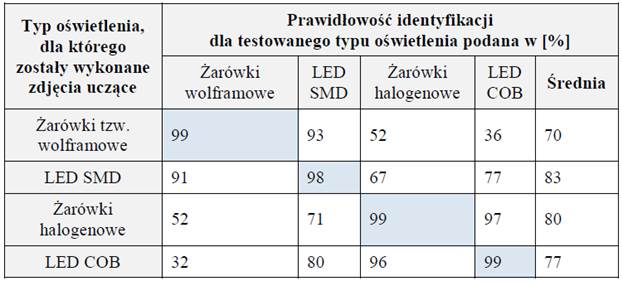 Typ oświetlenia,
dla którego
zostały wykonane
zdjęcia uczące
Prawidłowość identyfikacji
dla testowanego typu oświetlenia podana w [%]
Żarówki
wolframowe
LED
SMD
Żarówki
halogenowe
LED
COB
Średnia
Żarówki tzw.
wolframowe
99
93
52
36
70
LED SMD
91
98
67
77
83
Żarówki
halogenowe
52
71
99
97
80
LED COB
32
80
96
99
77